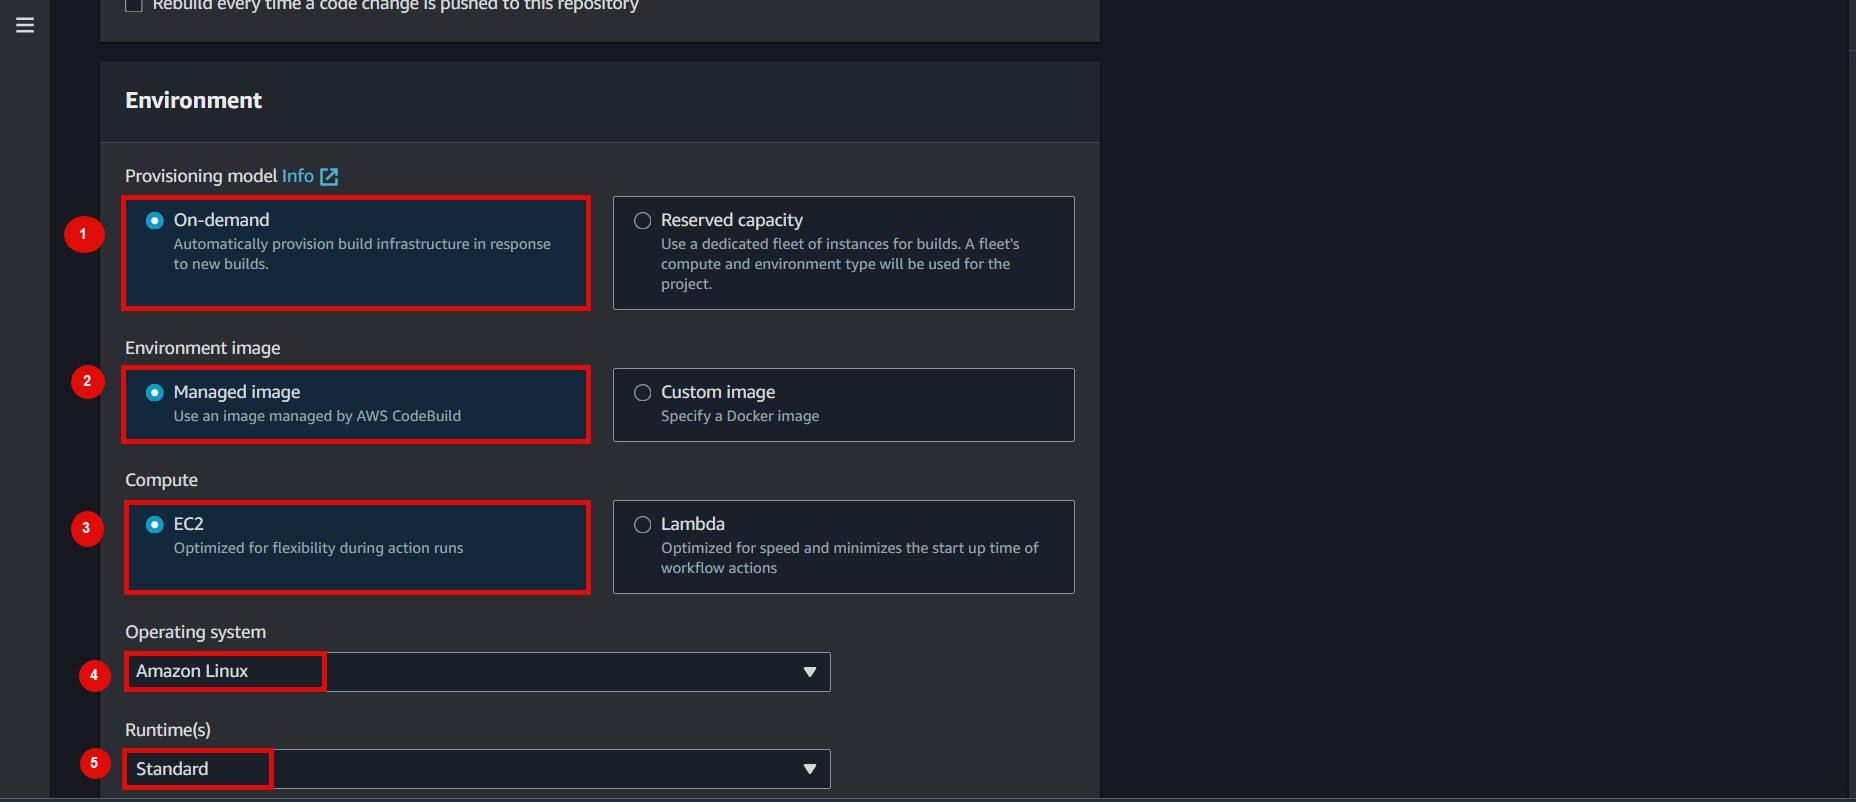 Rebuild every time a code change is pushed to this repository
Environment
Provisioning model Info
1
On-demand
Automatically provision build infrastructure in response
to new builds.
Reserved capacity
Use a dedicated fleet of instances for builds. A fleet's
compute and environment type will be used for the
project.
Environment image
2
Managed image
Use an image managed by AWS CodeBuild
Custom image
Specify a Docker image
Compute
3
EC2
Optimized for flexibility during action runs
Lambda
Optimized for speed and minimizes the start up time of
workflow actions
Operating system
4
Amazon Linux
Runtime(s)
5
Standard